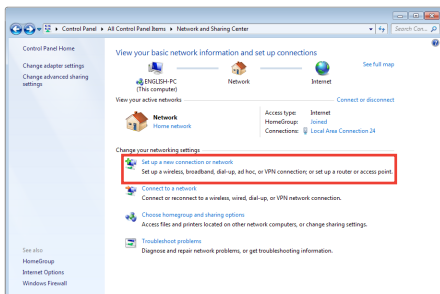 Control Panel ▸ All Control Panel Items ▸ Network and Sharing Center
Search Con...
Control Panel Home
Change adapter settings
Change advanced sharing
settings
View your basic network information and set up connections
See full map
ENGLISH-PC
(This computer)
Network
Internet
View your active networks
Connect or disconnect
Network
Home network
Access type: Internet
HomeGroup: Joined
Connections: Local Area Connection 24
Change your networking settings
Set up a new connection or network
Set up a wireless, broadband, dial-up, ad hoc, or VPN connection; or set up a router or access point.
Connect to a network
Connect or reconnect to a wireless, wired, dial-up, or VPN network connection.
Choose homegroup and sharing options
Access files and printers located on other network computers, or change sharing settings.
Troubleshoot problems
Diagnose and repair network problems, or get troubleshooting information.
See also
HomeGroup
Internet Options
Windows Firewall